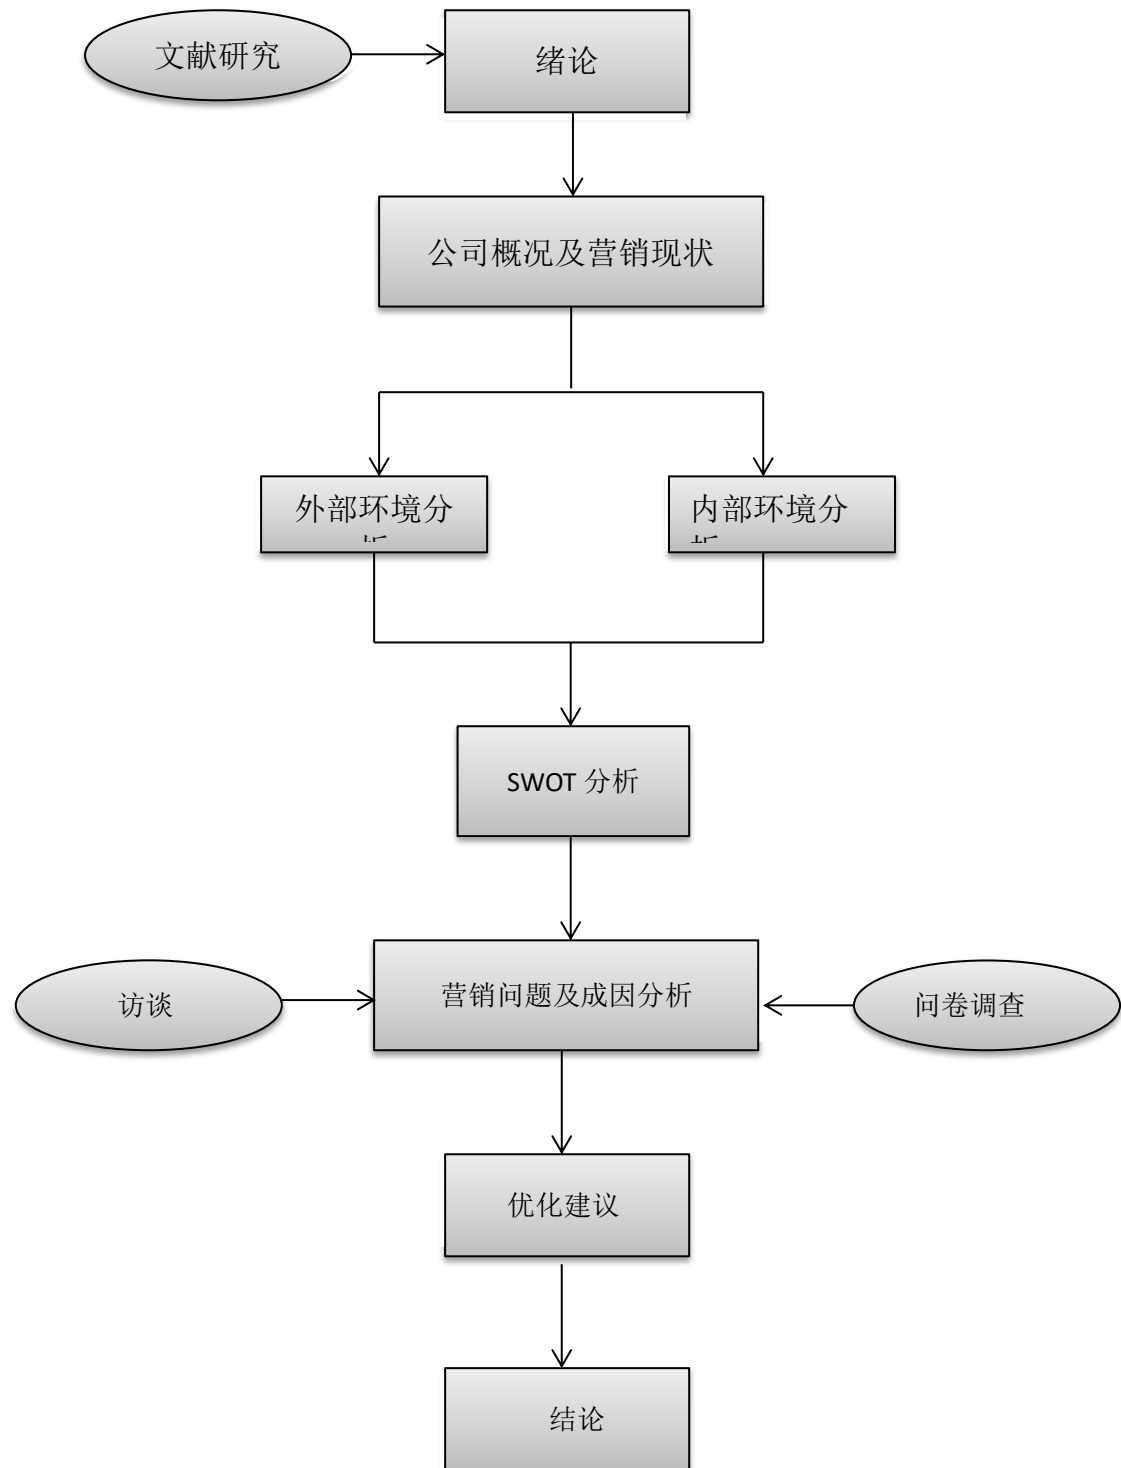 文献研究
绪论
公司概况及营销现状
外部环境分
析
内部环境分
析
SWOT 分析
营销问题及成因分析
访谈
问卷调查
优化建议
结论